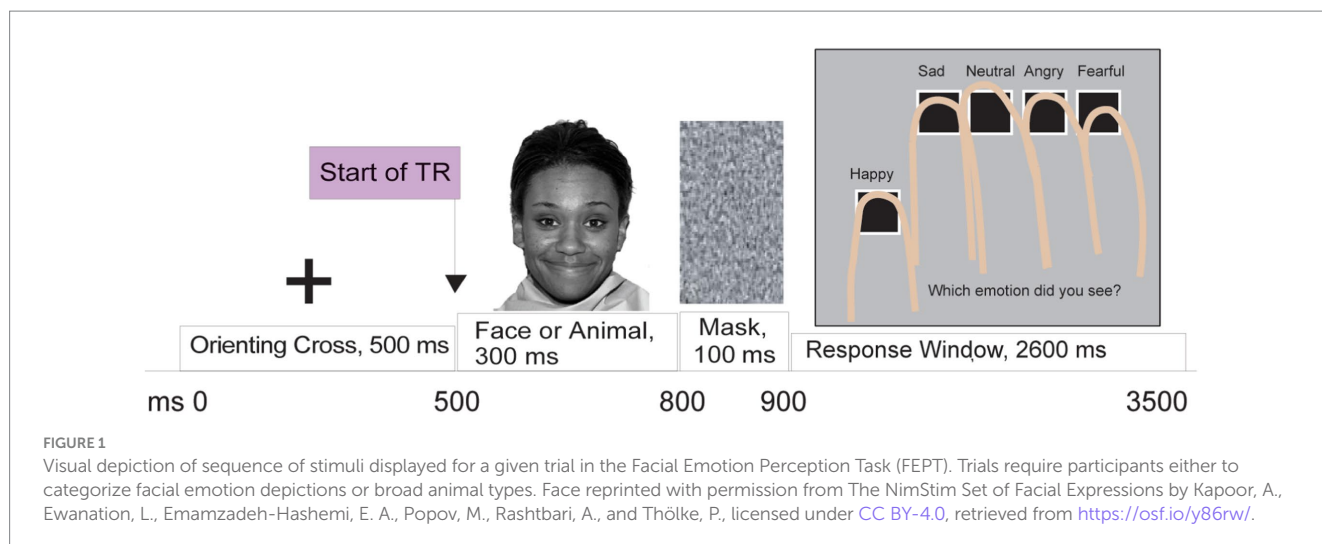 Sad Neutral Angry Fearful
Start of TR
Happy
Which emotion did you see?
Orienting Cross, 500 ms
Face or Animal,
300 ms
Mask,
100 ms
Response Window, 2600 ms
ms 0 500 800 900 3500
FIGURE 1
Visual depiction of sequence of stimuli displayed for a given trial in the Facial Emotion Perception Task (FEPT). Trials require participants either to
categorize facial emotion depictions or broad animal types. Face reprinted with permission from The NimStim Set of Facial Expressions by Kapoor, A.,
Ewanation, L., Emamzadeh-Hashemi, E. A., Popov, M., Rashtbari, A., and Thölke, P., licensed under CC BY-4.0, retrieved from https://osf.io/y86rw/.